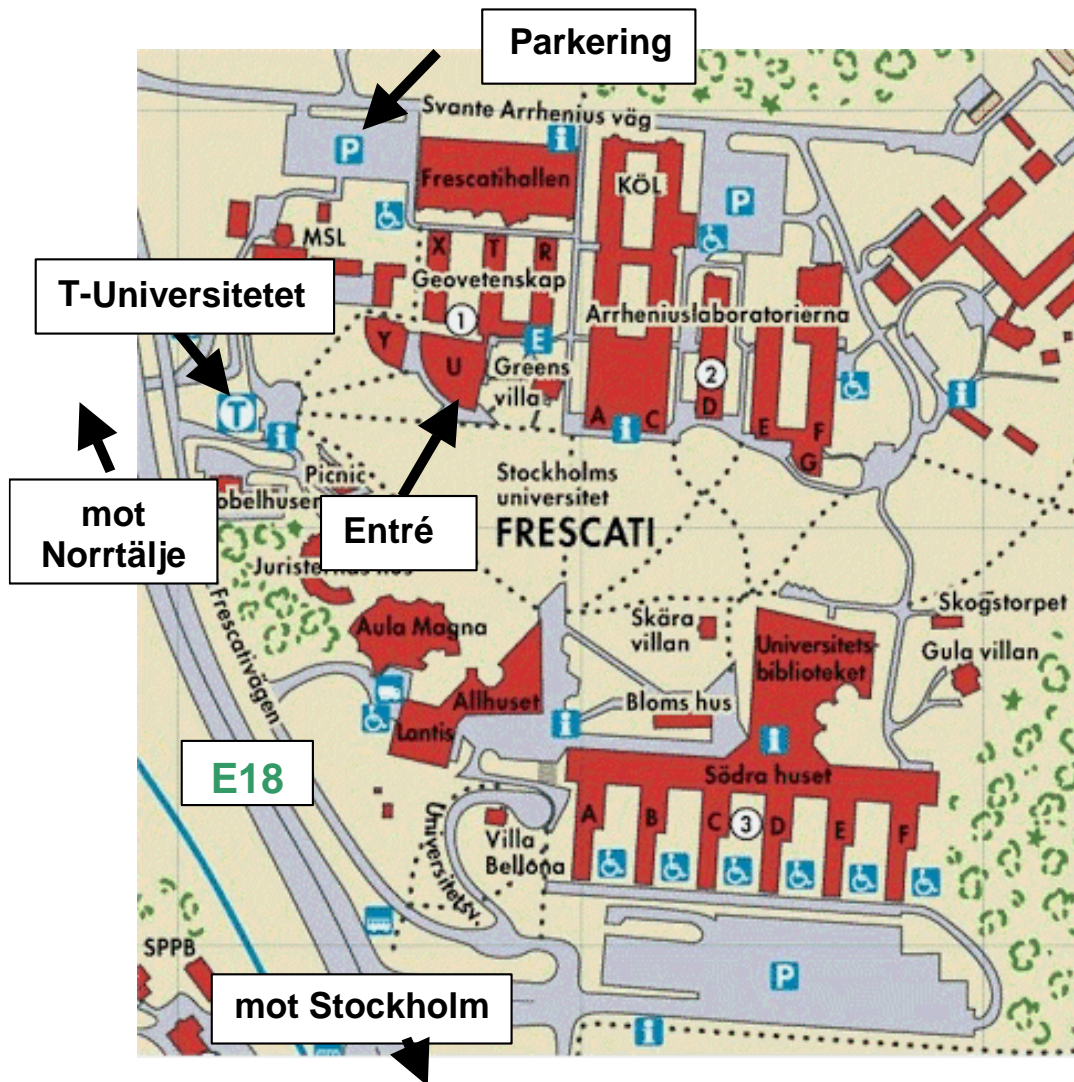 Parkering
Svante Arrhenius väg
P
i
Frescatihallen
KÖL
P
MSL
X T R
Geovetenskap
T-Universitetet
Arrheniuslaboratorierna
1
E
Y
U
Greens
villa
2
T
i
A C
i
D
E F
G
i
Picnic
obelhuset
mot
Norrtälje
Entré
Stockholms
universitet
FRESCATI
Juristernas hus
Frescativägen
Aula Magna
Skära
villan
Universitets-
biblioteket
Skogstorpet
Gula villan
Allhuset
Lantis
Bloms hus
i
i
E18
Södra huset
A B C 3 D E F
Villa
Bellona
Universitetsv.
SPPB
P
mot Stockholm
i